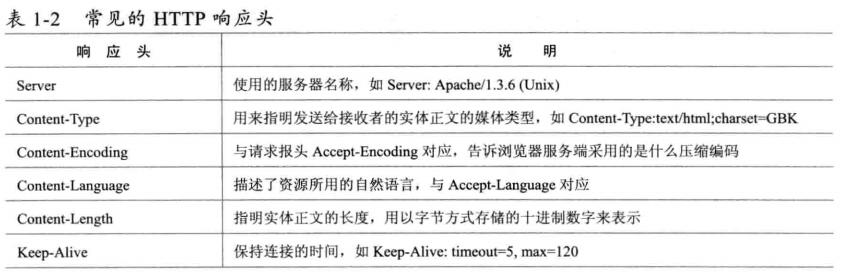 表 1-2 常见的 HTTP 响应头
响 应 头 说 明
Server 使用的服务器名称，如 Server: Apache/1.3.6 (Unix)
Content-Type 用来指明发送给接收者的实体正文的媒体类型，如 Content-Type:text/html;charset=GBK
Content-Encoding 与请求报头 Accept-Encoding 对应，告诉浏览器服务端采用的是什么压缩编码
Content-Language 描述了资源所用的自然语言，与 Accept-Language 对应
Content-Length 指明实体正文的长度，用以字节方式存储的十进制数字来表示
Keep-Alive 保持连接的时间，如 Keep-Alive: timeout=5, max=120